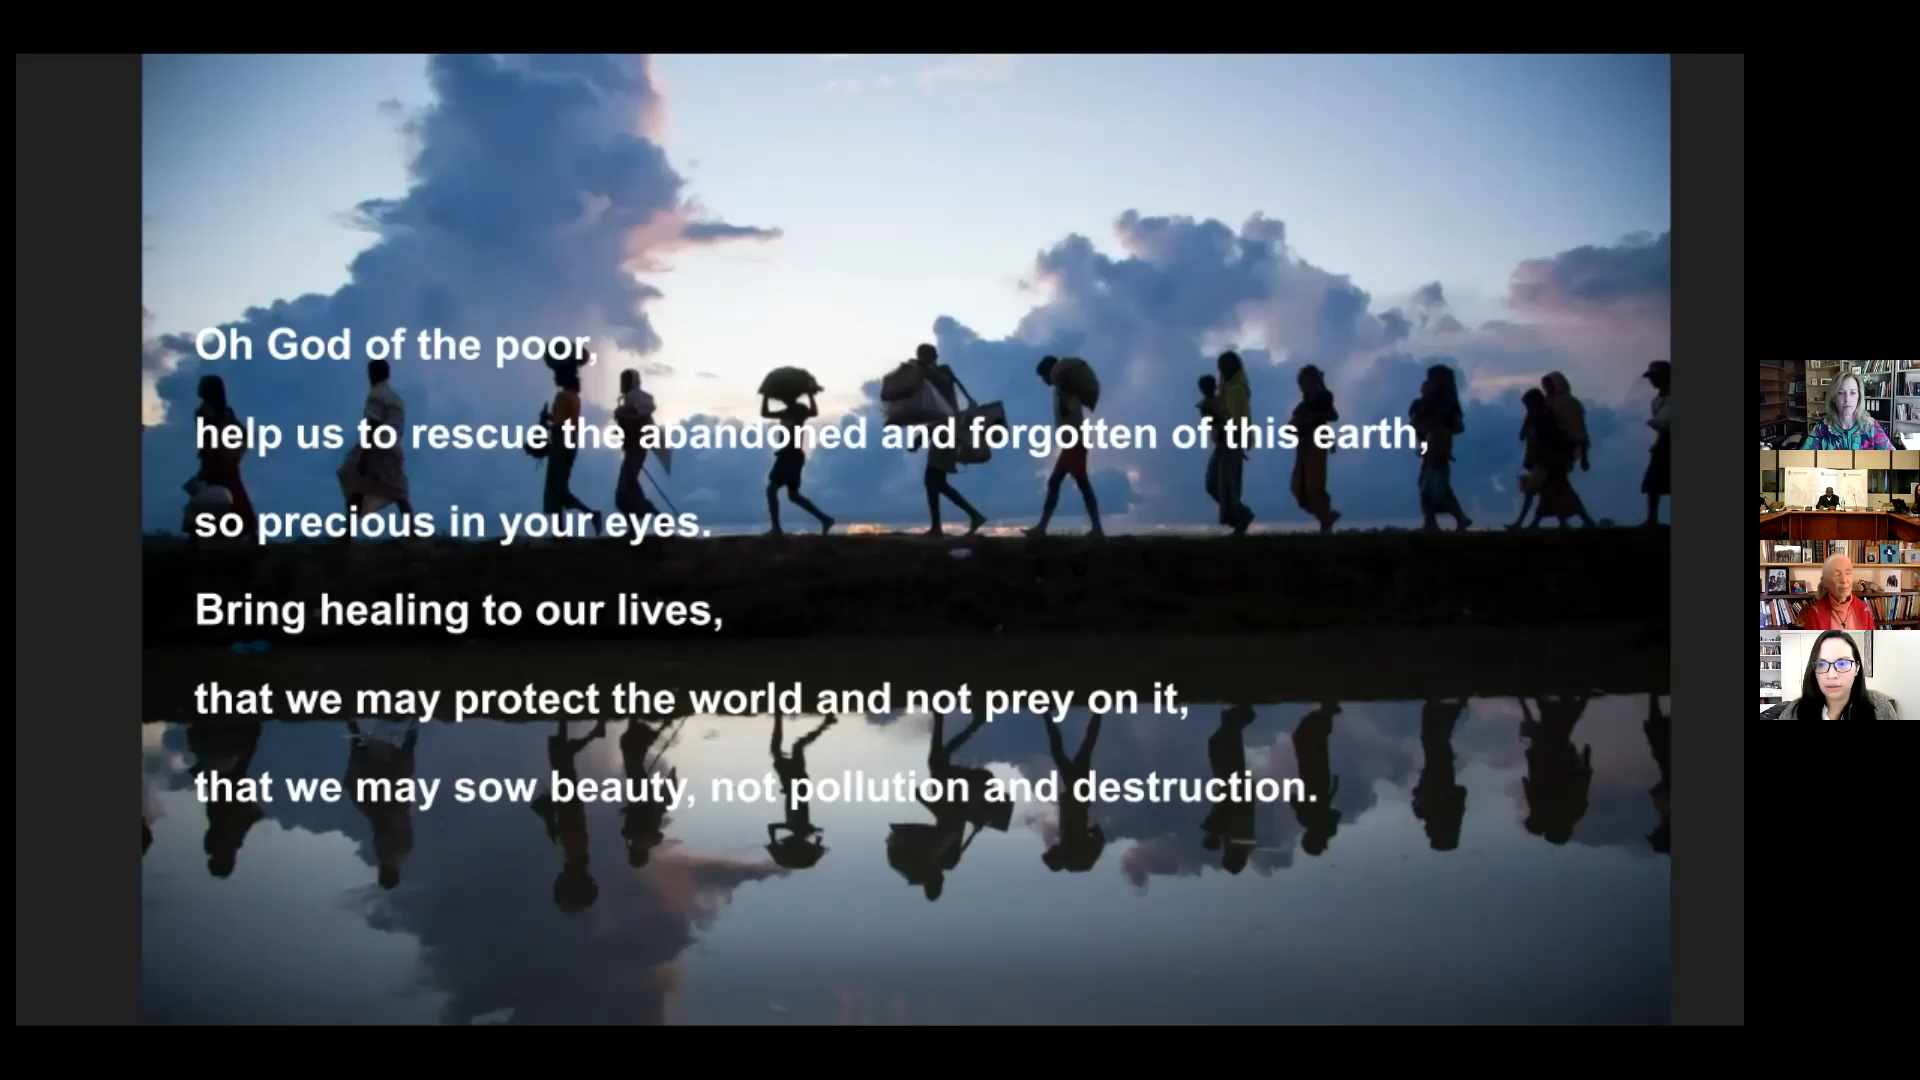 Oh God of the poor,
help us to rescue the abandoned and forgotten of this earth,
so precious in your eyes.
Bring healing to our lives,
that we may protect the world and not prey on it,
that we may sow beauty, not pollution and destruction.